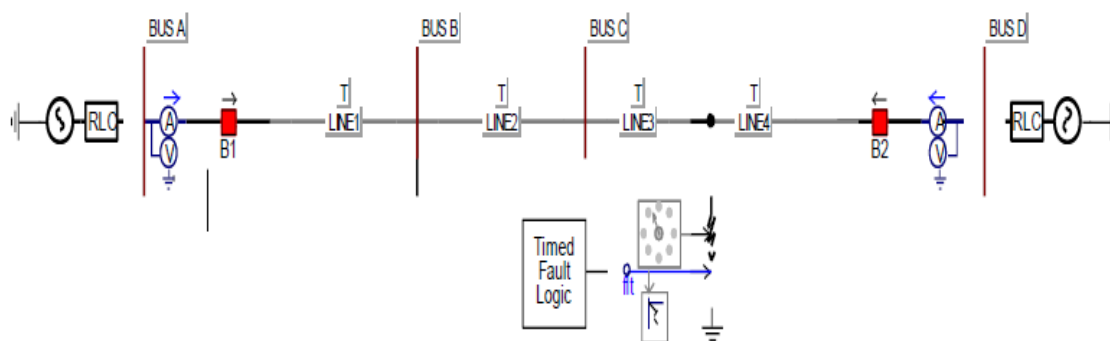 BUS A
BUS B
BUS C
BUS D
RLC
A
V
B1
T
LINE1
T
LINE2
T
LINE3
T
LINE4
B2
A
V
RLC
Timed
Fault
Logic
flt